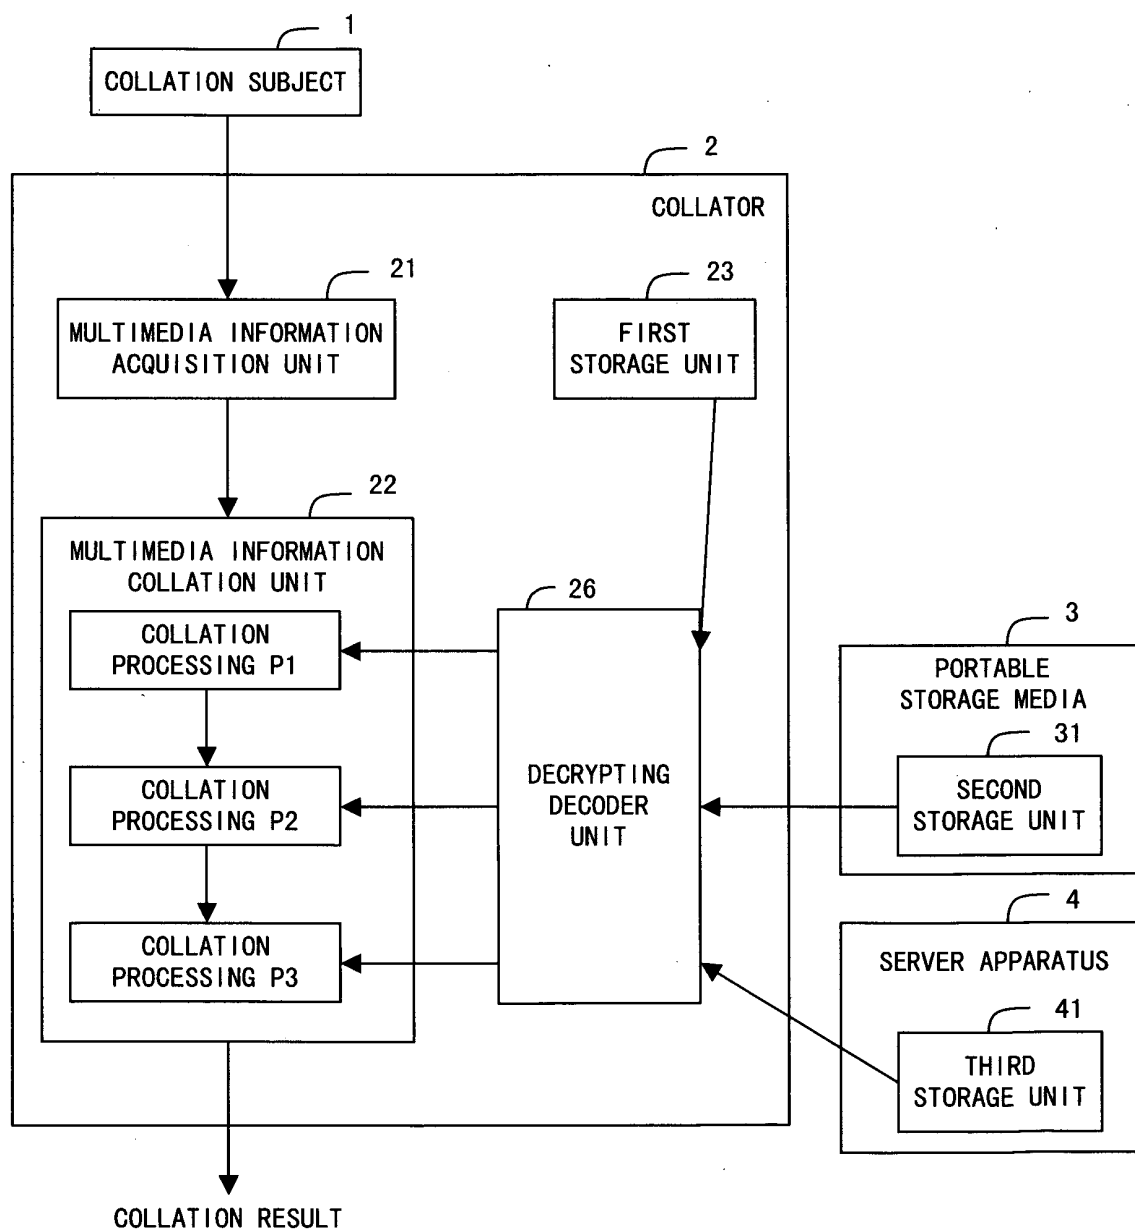 1
COLLATION SUBJECT
2
COLLATOR
21
MULTIMEDIA INFORMATION
ACQUISITION UNIT
23
FIRST
STORAGE UNIT
22
MULTIMEDIA INFORMATION
COLLATION UNIT
COLLATION
PROCESSING P1
COLLATION
PROCESSING P2
COLLATION
PROCESSING P3
26
DECRYPTING
DECODER
UNIT
3
PORTABLE
STORAGE MEDIA
31
SECOND
STORAGE UNIT
4
SERVER APPARATUS
41
THIRD
STORAGE UNIT
COLLATION RESULT